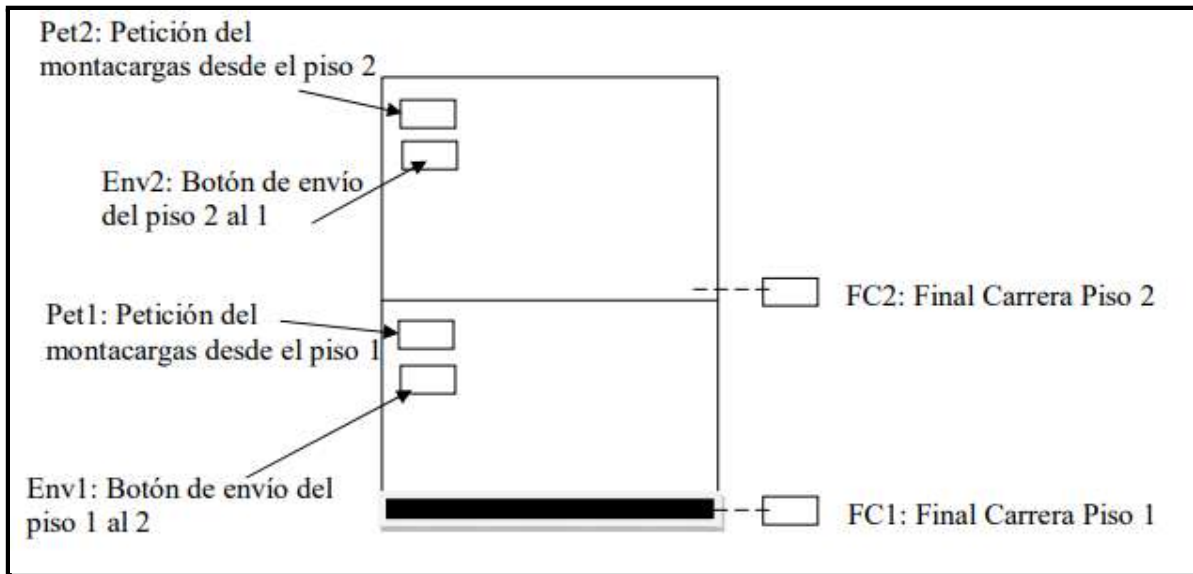 Pet2: Petición del
montacargas desde el piso 2
Env2: Botón de envío
del piso 2 al 1
FC2: Final Carrera Piso 2
Pet1: Petición del
montacargas desde el piso 1
Env1: Botón de envío del
piso 1 al 2
FC1: Final Carrera Piso 1